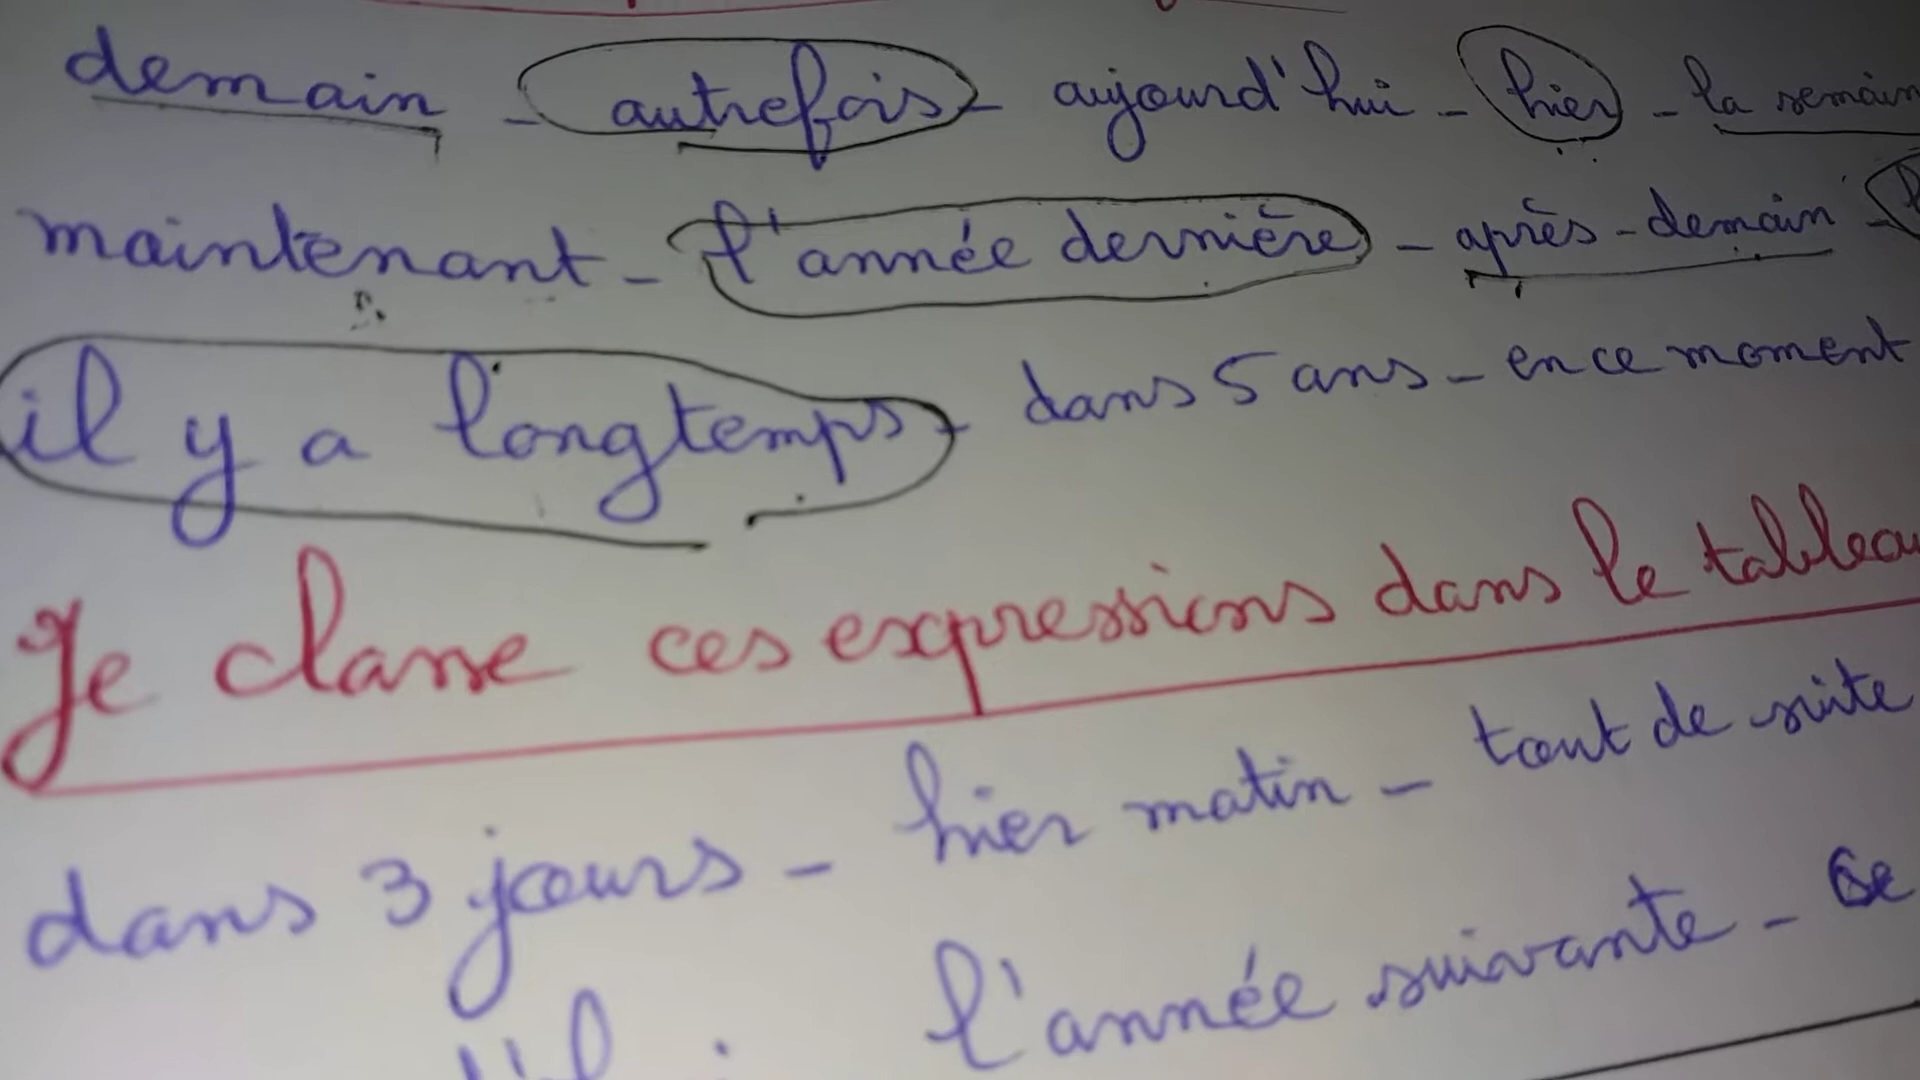 demain - autrefois - aujourd'hui - hier - la semain
maintenant - l'année dernière - après-demain -
il y a longtemps - dans 5 ans - en ce moment
Je classe ces expressions dans le tableau
dans 3 jours - hier matin - tout de suite
l'année suivante -